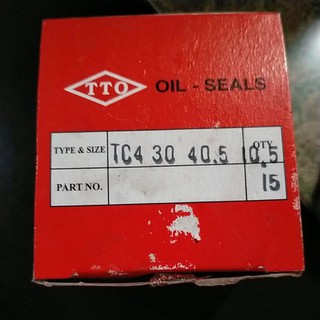 TTO OIL - SEALS
TYPE & SIZE TC4 30 40.5 10.5 QTY
PART NO. 15